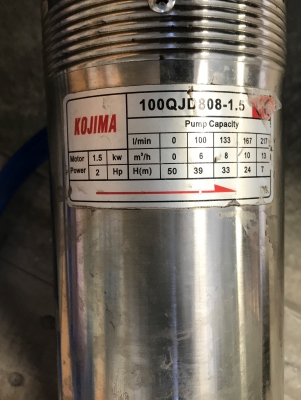 KOJIMA
100QJD808-1.5
Pump Capacity
l/min 0 100 133 167 217
Motor 1.5 kw m³/h 0 6 8 10 13
Power 2 Hp H(m) 50 39 33 24 7